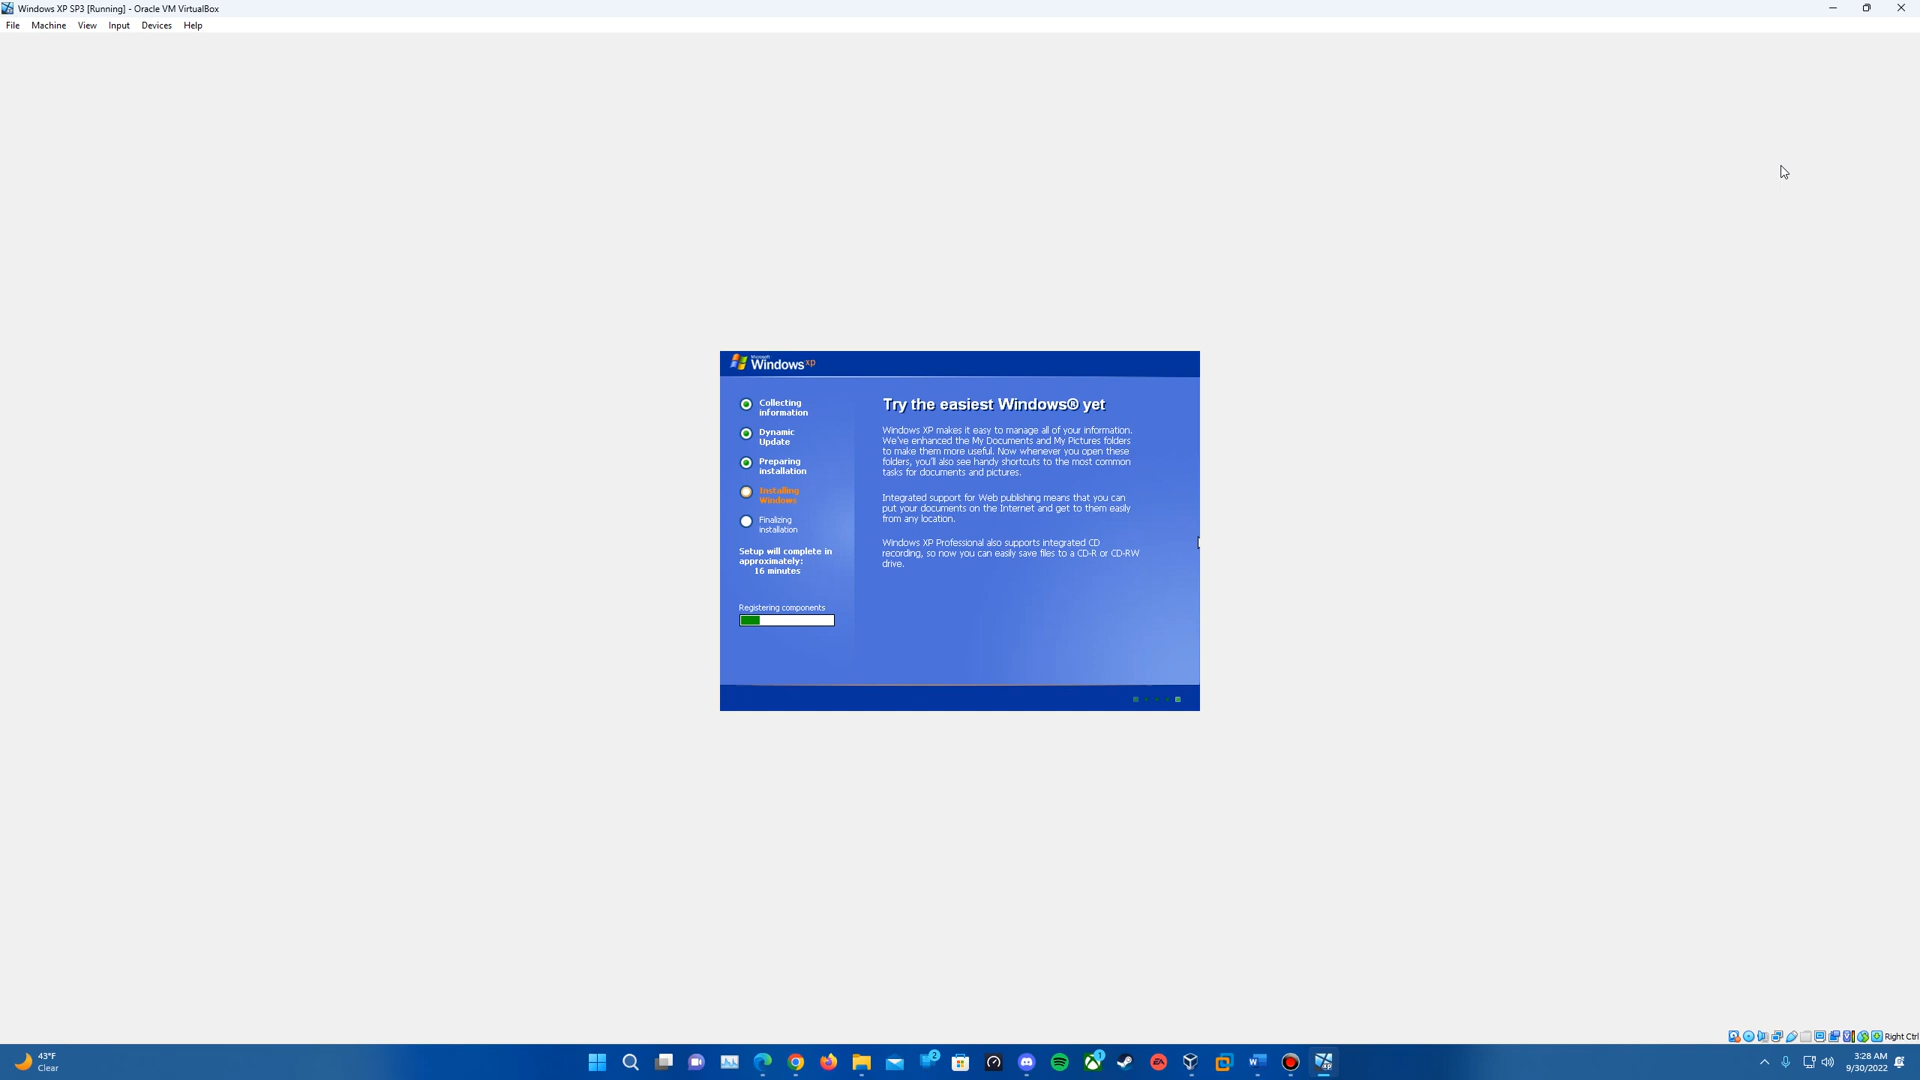 Windows XP SP3 [Running] - Oracle VM VirtualBox
File Machine View Input Devices Help
Microsoft
Windows xp
Collecting
information
Dynamic
Update
Preparing
installation
Installing
Windows
Finalizing
installation
Setup will complete in
approximately:
16 minutes
Registering components
Try the easiest Windows® yet
Windows XP makes it easy to manage all of your information.
We've enhanced the My Documents and My Pictures folders
to make them more useful. Now whenever you open these
folders, you'll also see handy shortcuts to the most common
tasks for documents and pictures.
Integrated support for Web publishing means that you can
put your documents on the Internet and get to them easily
from any location.
Windows XP Professional also supports integrated CD
recording, so now you can easily save files to a CD-R or CD-RW
drive.
Right Ctrl
43°F
Clear
2
1
EA
W
XP
3:28 AM
9/30/2022